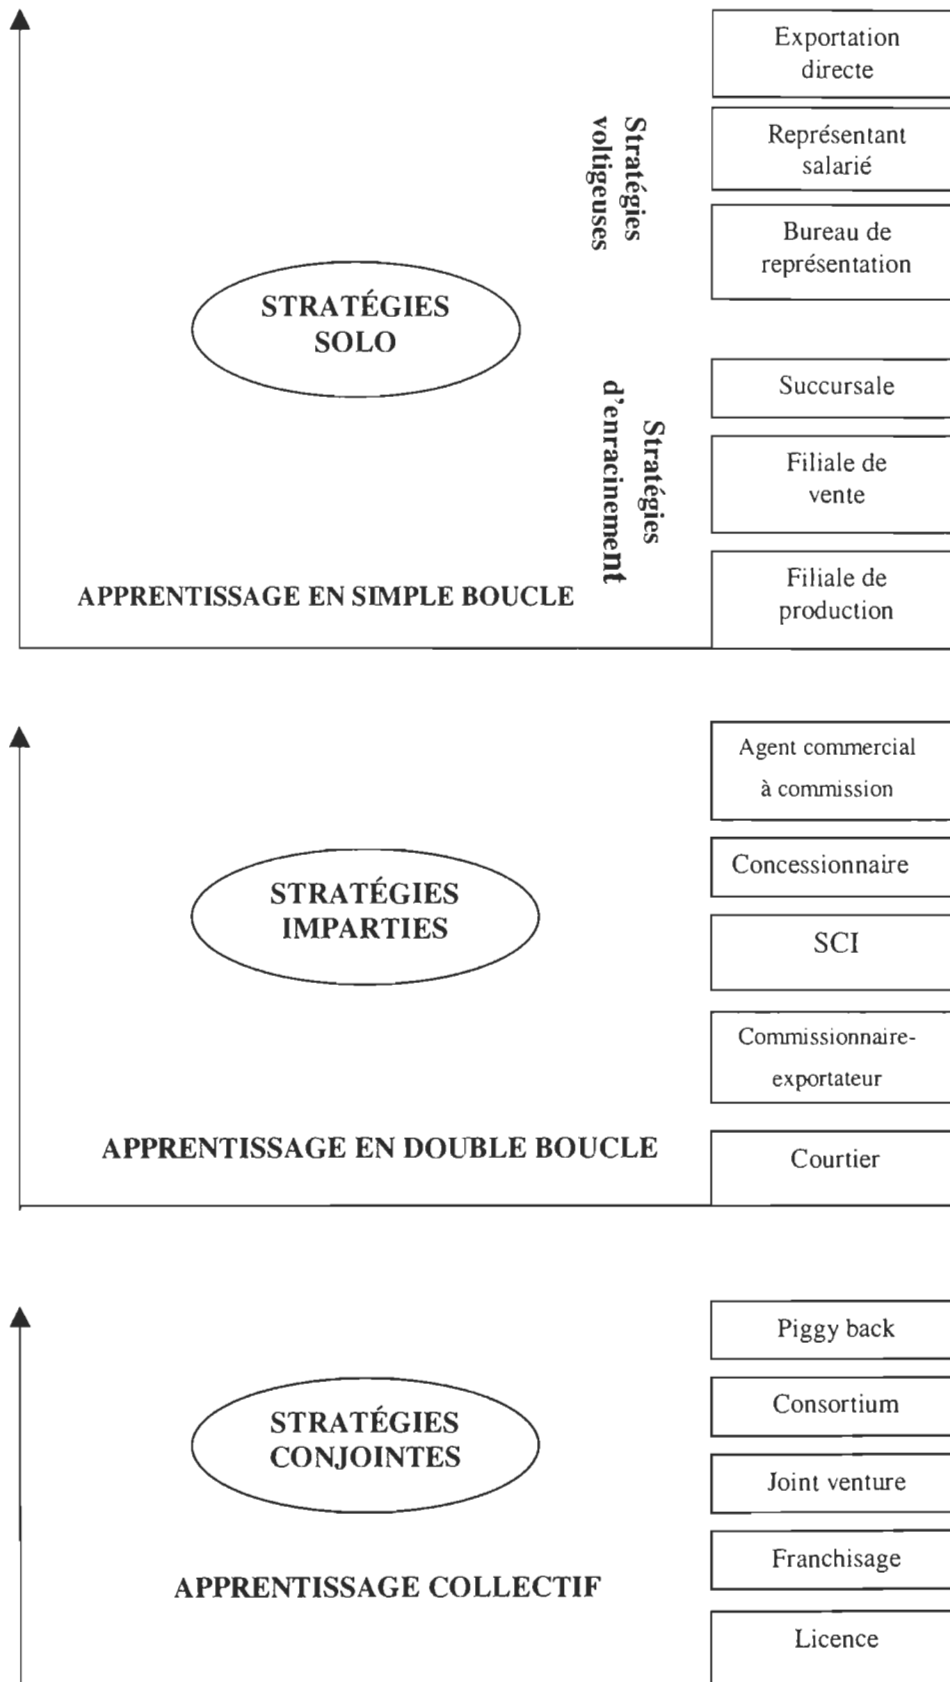 Exportation
directe
Représentant
salarié
Bureau de
représentation
Stratégies
voltigeuses
STRATÉGIES
SOLO
Succursale
Filiale de
vente
Filiale de
production
Stratégies
d'enracinement
APPRENTISSAGE EN SIMPLE BOUCLE
Agent commercial
à commission
Concessionnaire
SCI
Commissionnaire-
exportateur
Courtier
STRATÉGIES
IMPARTIES
APPRENTISSAGE EN DOUBLE BOUCLE
Piggy back
Consortium
Joint venture
Franchisage
Licence
STRATÉGIES
CONJOINTES
APPRENTISSAGE COLLECTIF